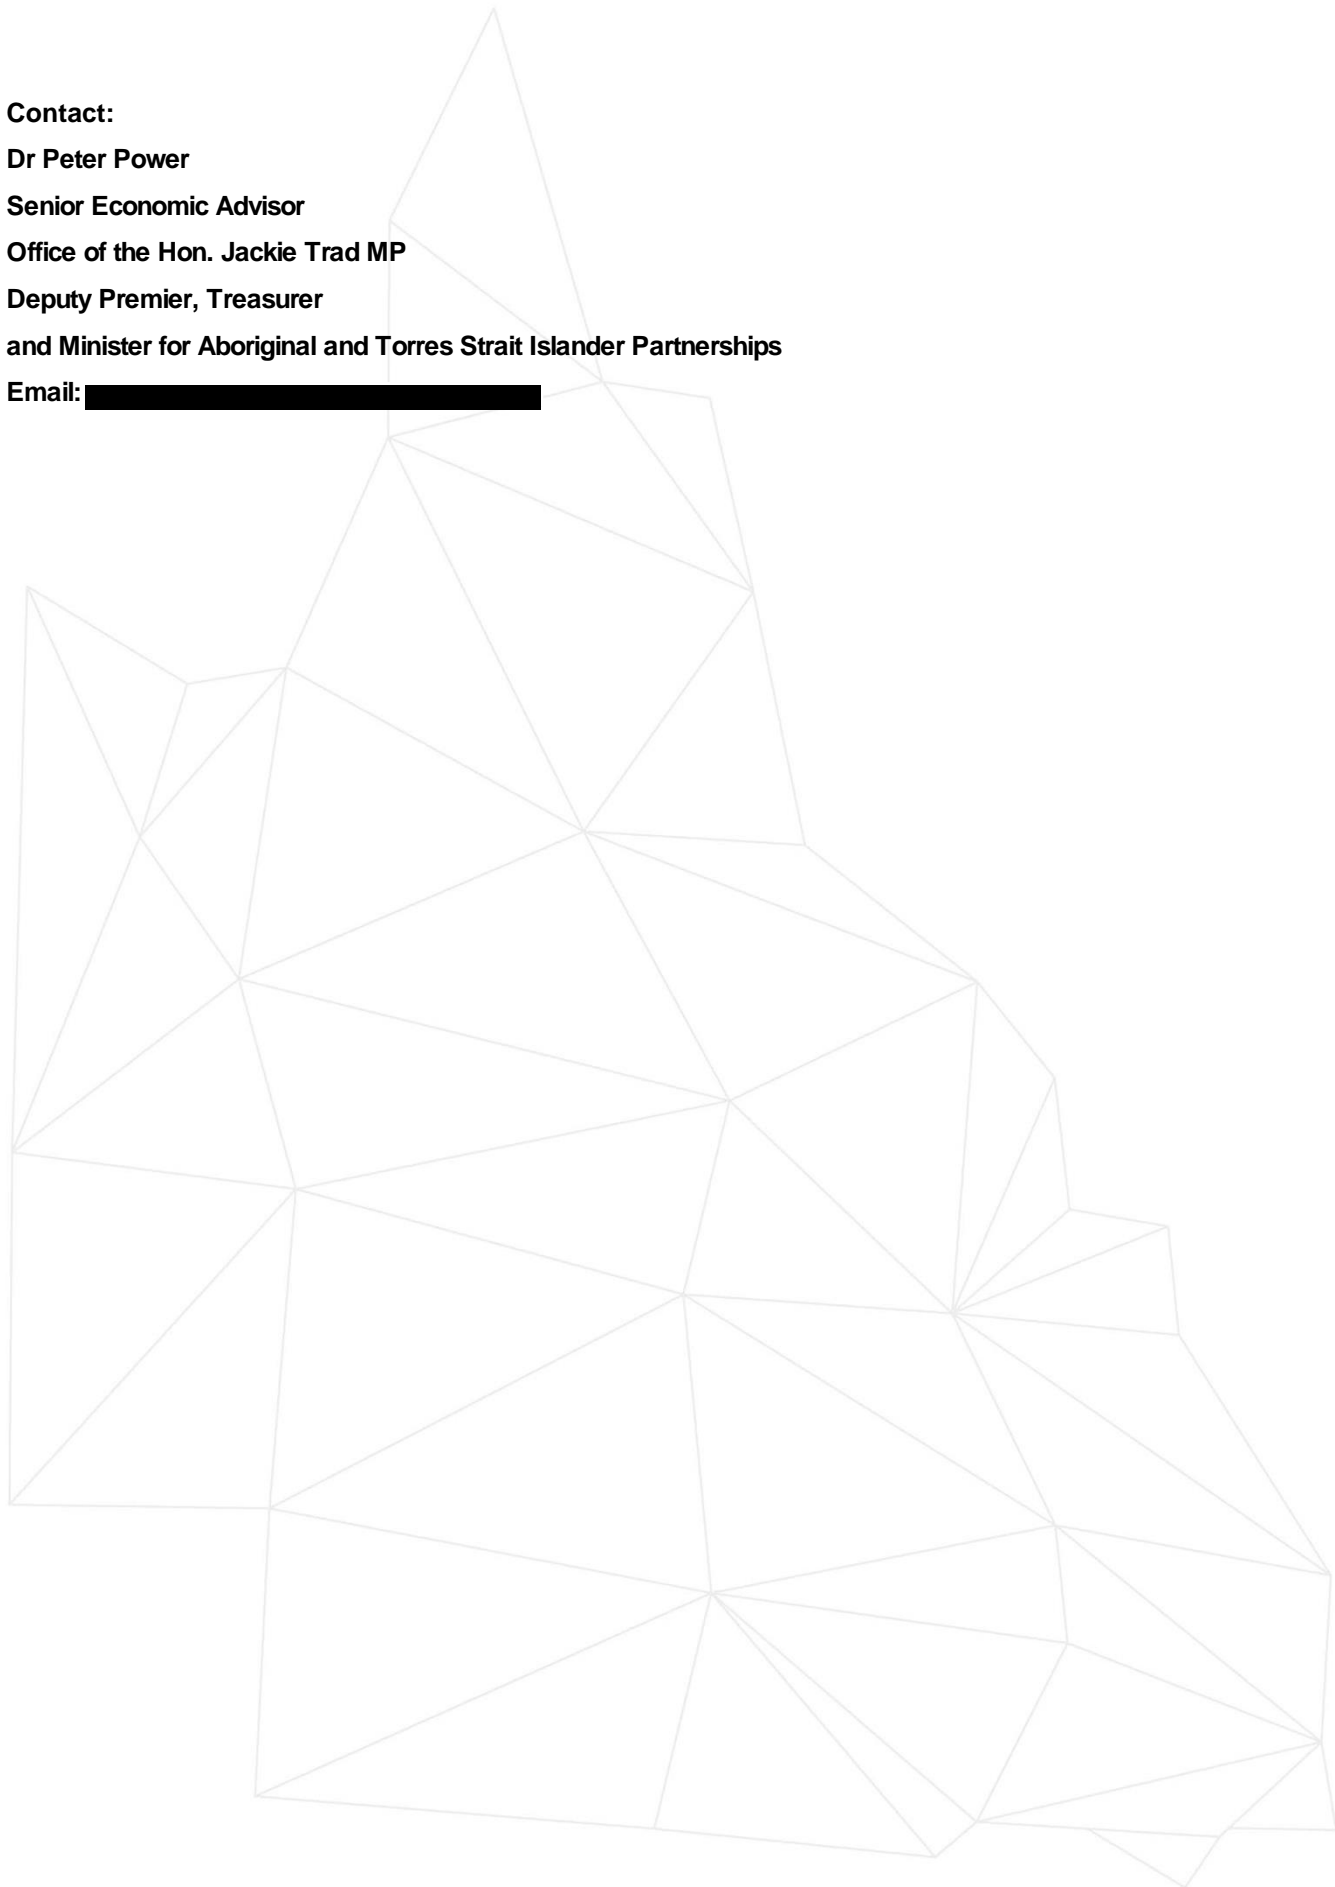 Contact:
Dr Peter Power
Senior Economic Advisor
Office of the Hon. Jackie Trad MP
Deputy Premier, Treasurer
and Minister for Aboriginal and Torres Strait Islander Partnerships
Email: